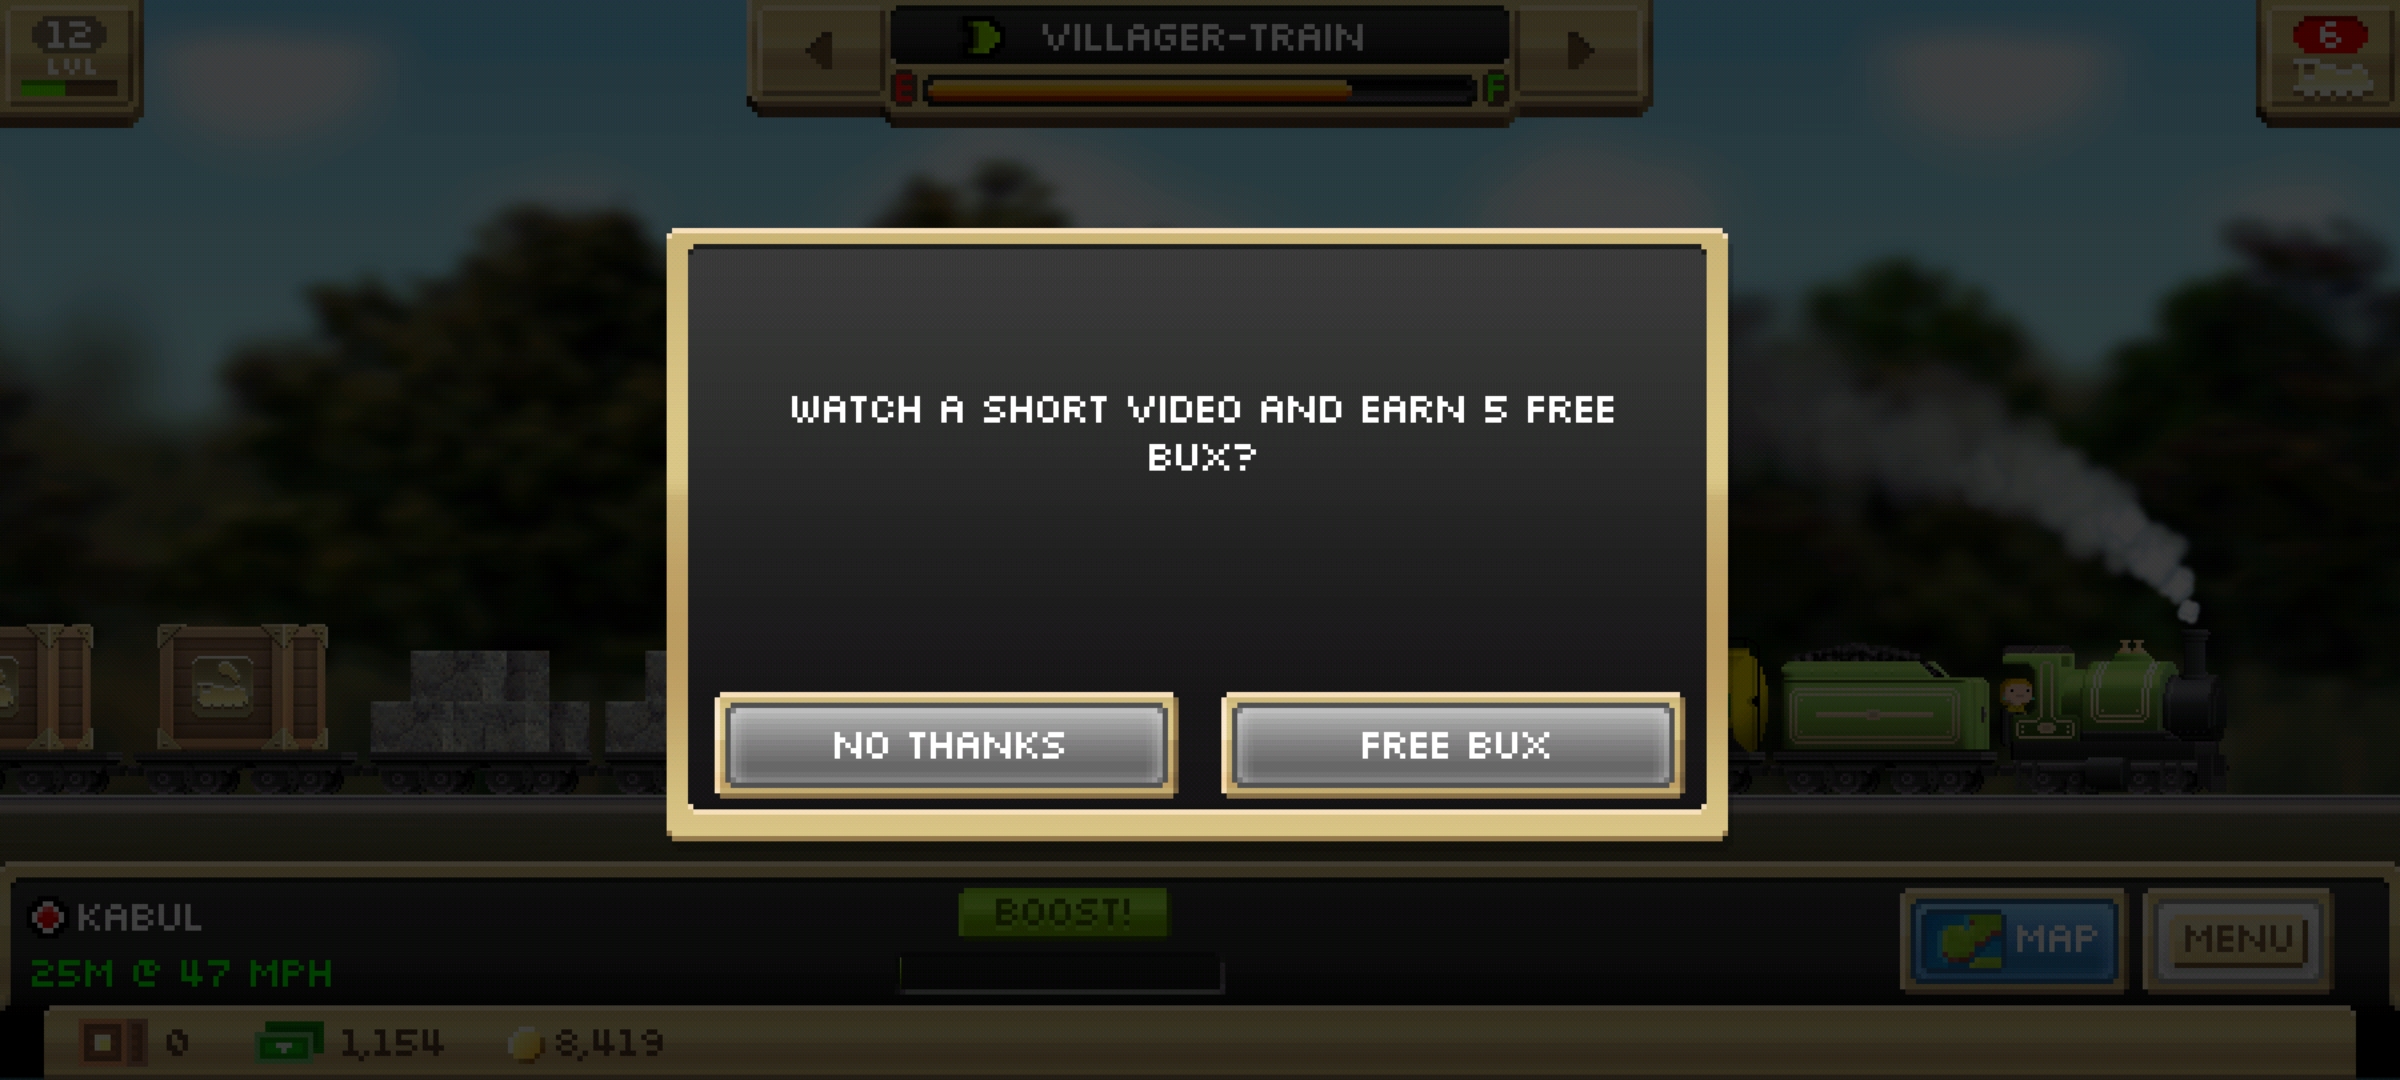 12
LVL
VILLAGER-TRAIN
E F
6
WATCH A SHORT VIDEO AND EARN 5 FREE
BUX?
NO THANKS
FREE BUX
KABUL
25M @ 47 MPH
BOOST!
MAP
MENU
0
1,154
8,419